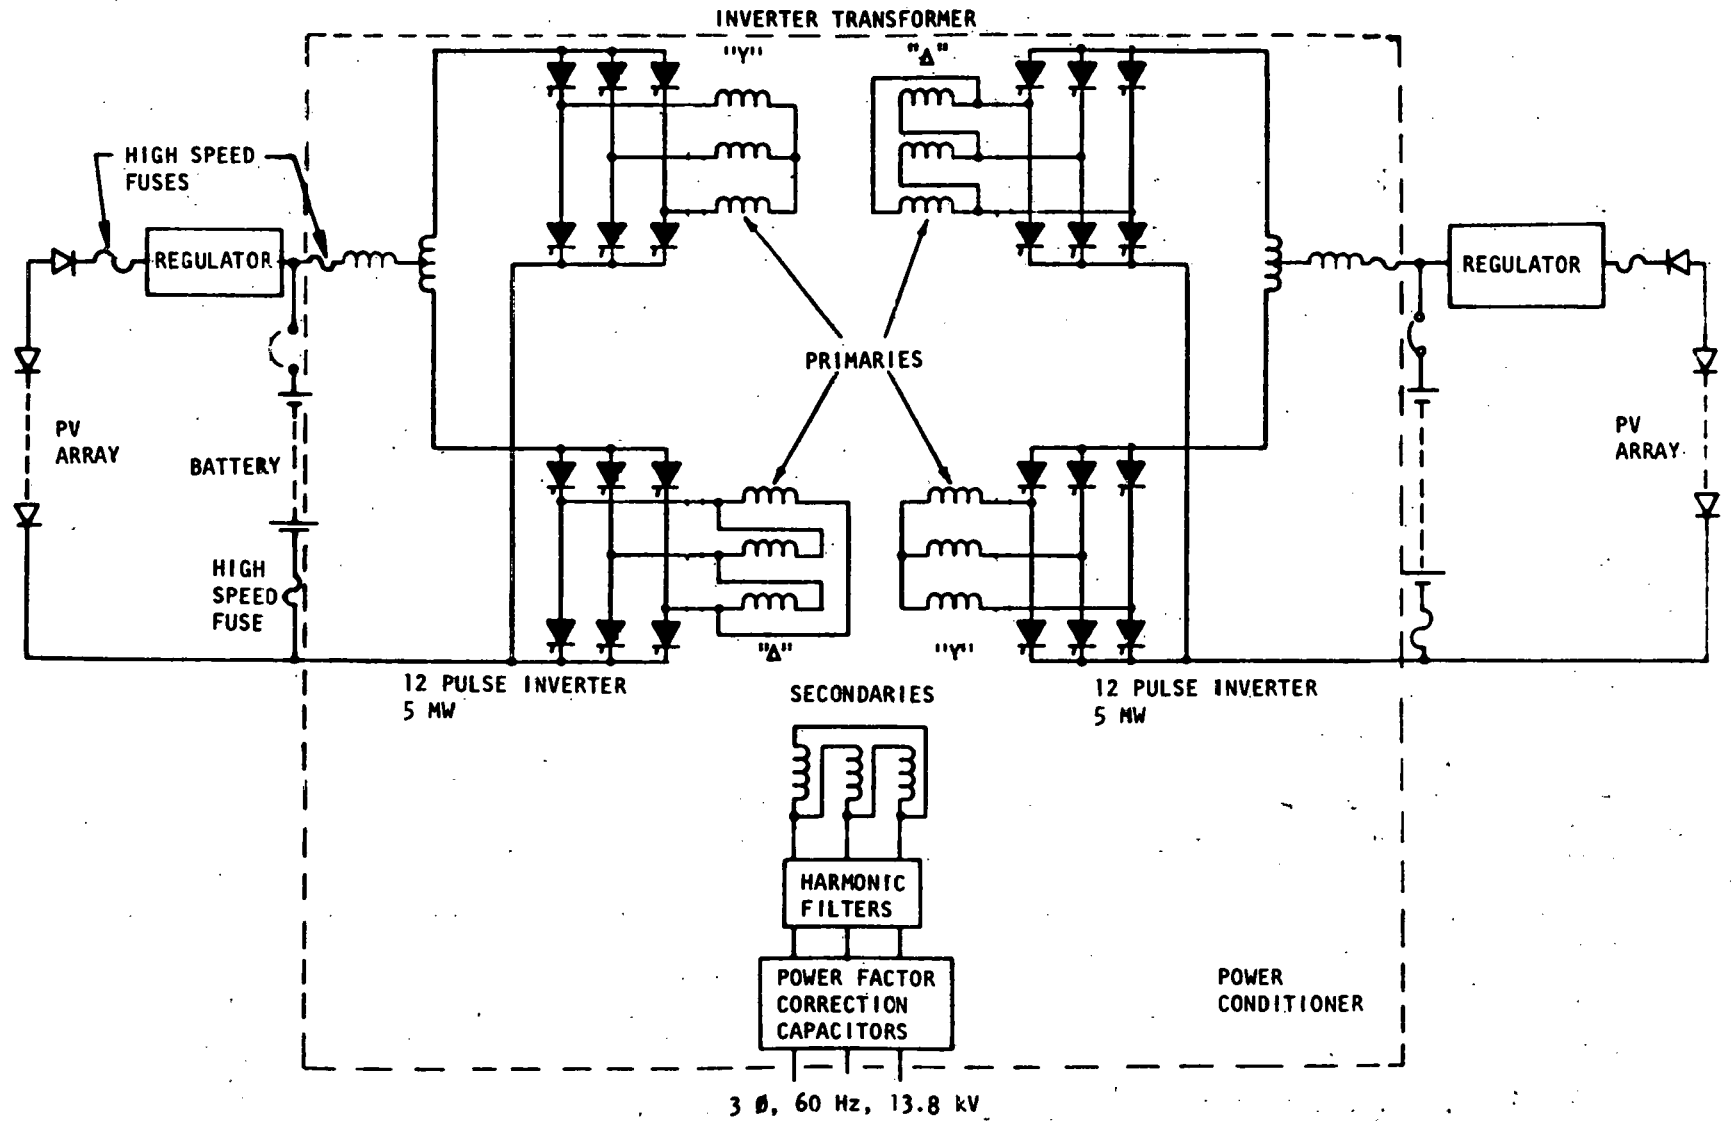 INVERTER TRANSFORMER
"Y"
"Δ"
HIGH SPEED
FUSES
REGULATOR
REGULATOR
PRIMARIES
PV
ARRAY
BATTERY
PV
ARRAY
HIGH
SPEED
FUSE
"Δ"
"Y"
12 PULSE INVERTER
5 MW
SECONDARIES
12 PULSE INVERTER
5 MW
HARMONIC
FILTERS
POWER FACTOR
CORRECTION
CAPACITORS
POWER
CONDITIONER
3 Ø, 60 Hz, 13.8 kV